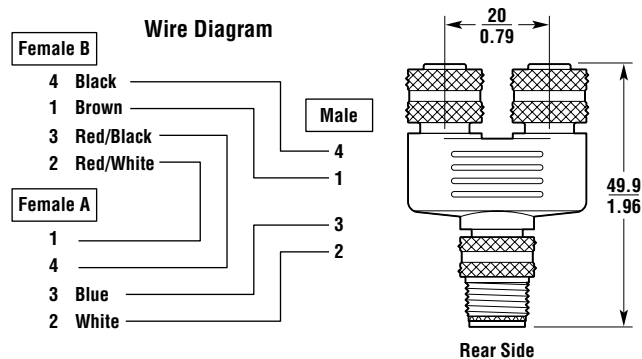 Wire Diagram
Female B
4 Black
1 Brown
3 Red/Black
2 Red/White
Female A
1
4
3 Blue
2 White
Male
4
1
3
2
20
0.79
49.9
1.96
Rear Side